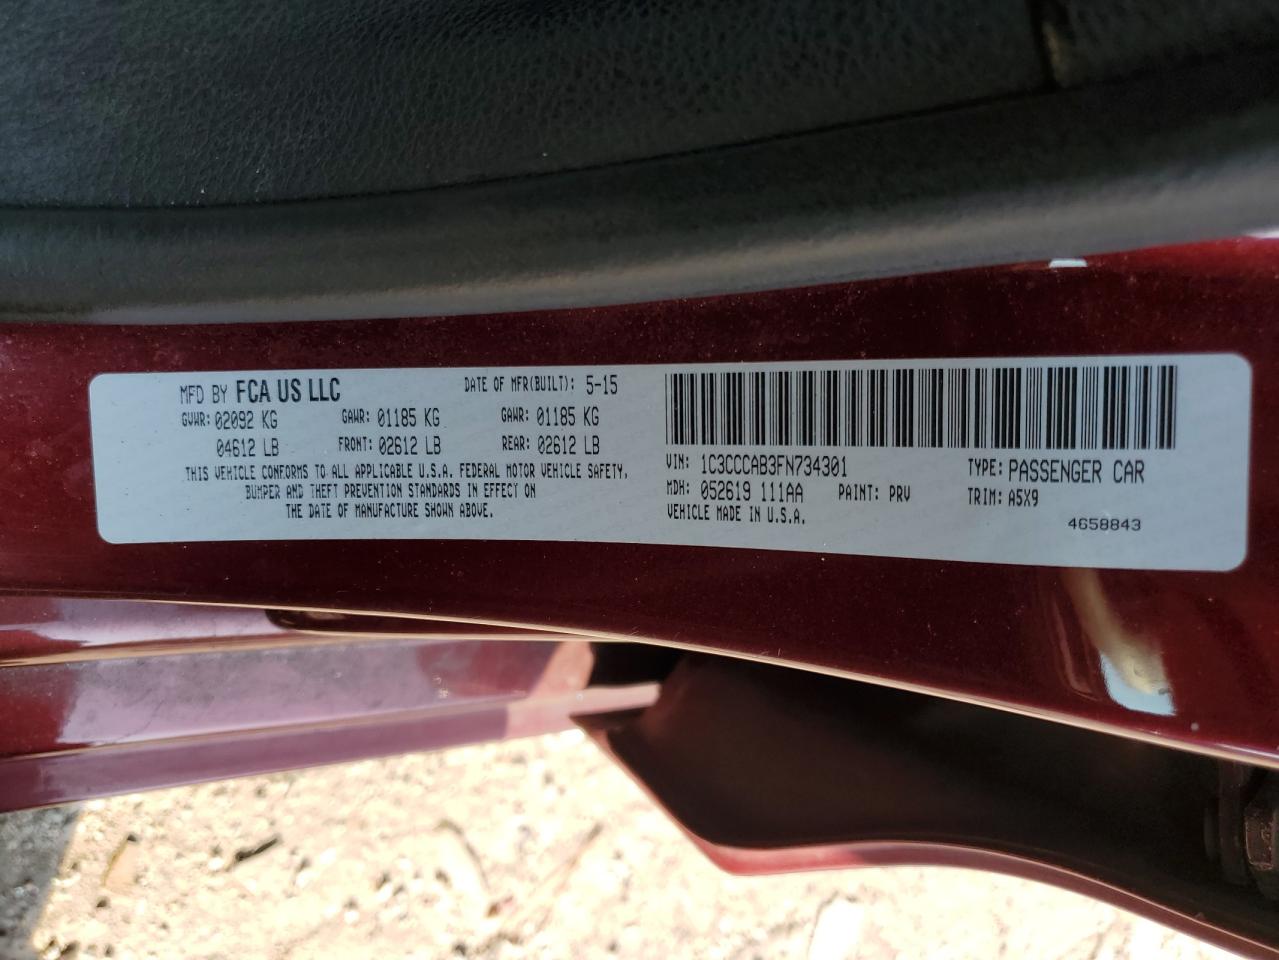 MFD BY FCA US LLC DATE OF MFR(BUILT): 5-15
GVWR: 02092 KG GAWR: 01185 KG GAWR: 01185 KG
04612 LB FRONT: 02612 LB REAR: 02612 LB
THIS VEHICLE CONFORMS TO ALL APPLICABLE U.S.A. FEDERAL MOTOR VEHICLE SAFETY,
BUMPER AND THEFT PREVENTION STANDARDS IN EFFECT ON
THE DATE OF MANUFACTURE SHOWN ABOVE.
VIN: 1C3CCCAB3FN734301 TYPE: PASSENGER CAR
MDH: 052619 111AA PAINT: PRV TRIM: A5X9
VEHICLE MADE IN U.S.A.
4658843